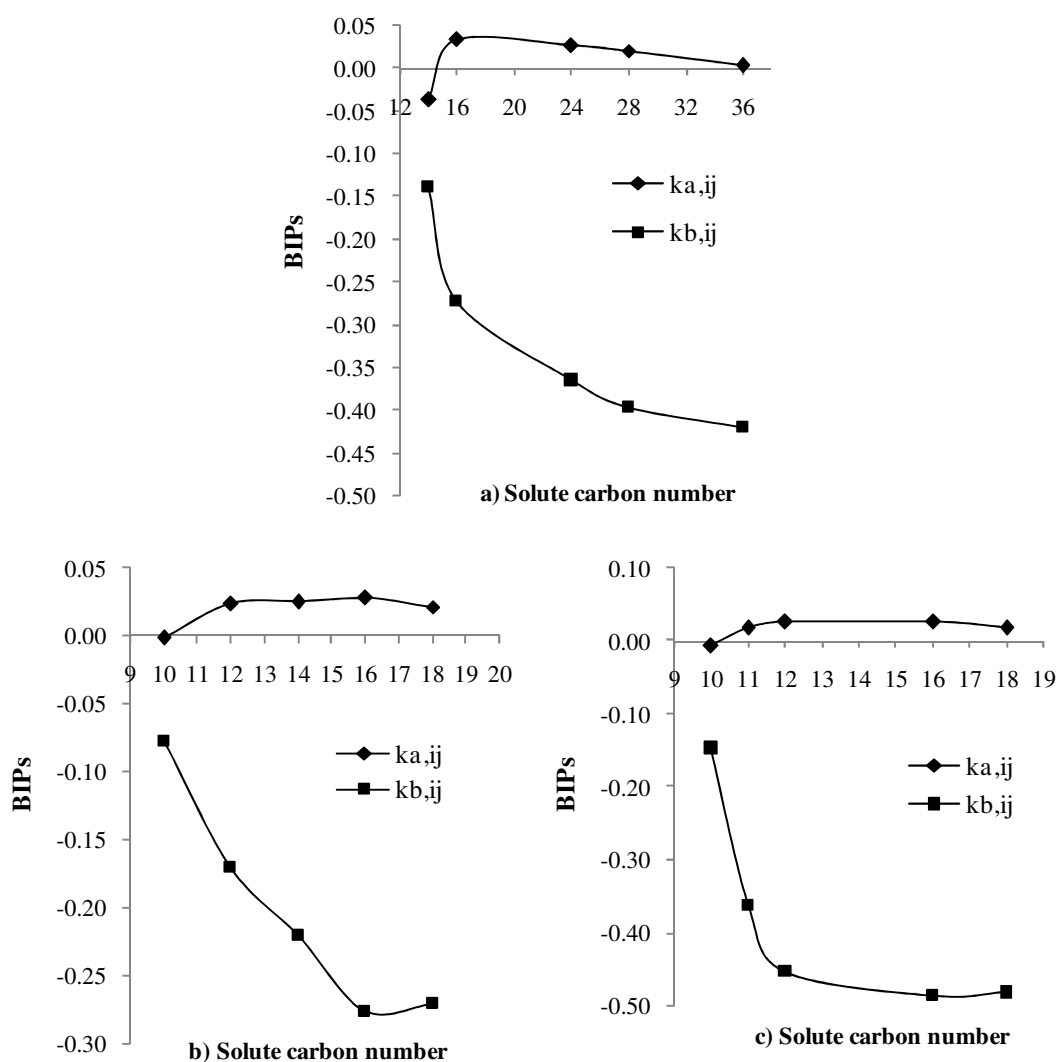 0.05
0.00
12 16 20 24 28 32 36
-0.05
-0.10
-0.15
ka,ij
-0.20
kb,ij
BIPs
-0.25
-0.30
-0.35
-0.40
-0.45
-0.50
a) Solute carbon number
0.05
0.00
9 10 11 12 13 14 15 16 17 18 19 20
-0.05
-0.10
ka,ij
kb,ij
BIPs
-0.15
-0.20
-0.25
-0.30
b) Solute carbon number
0.10
0.00
9 10 11 12 13 14 15 16 17 18 19
-0.10
ka,ij
-0.20
kb,ij
BIPs
-0.30
-0.40
-0.50
c) Solute carbon number